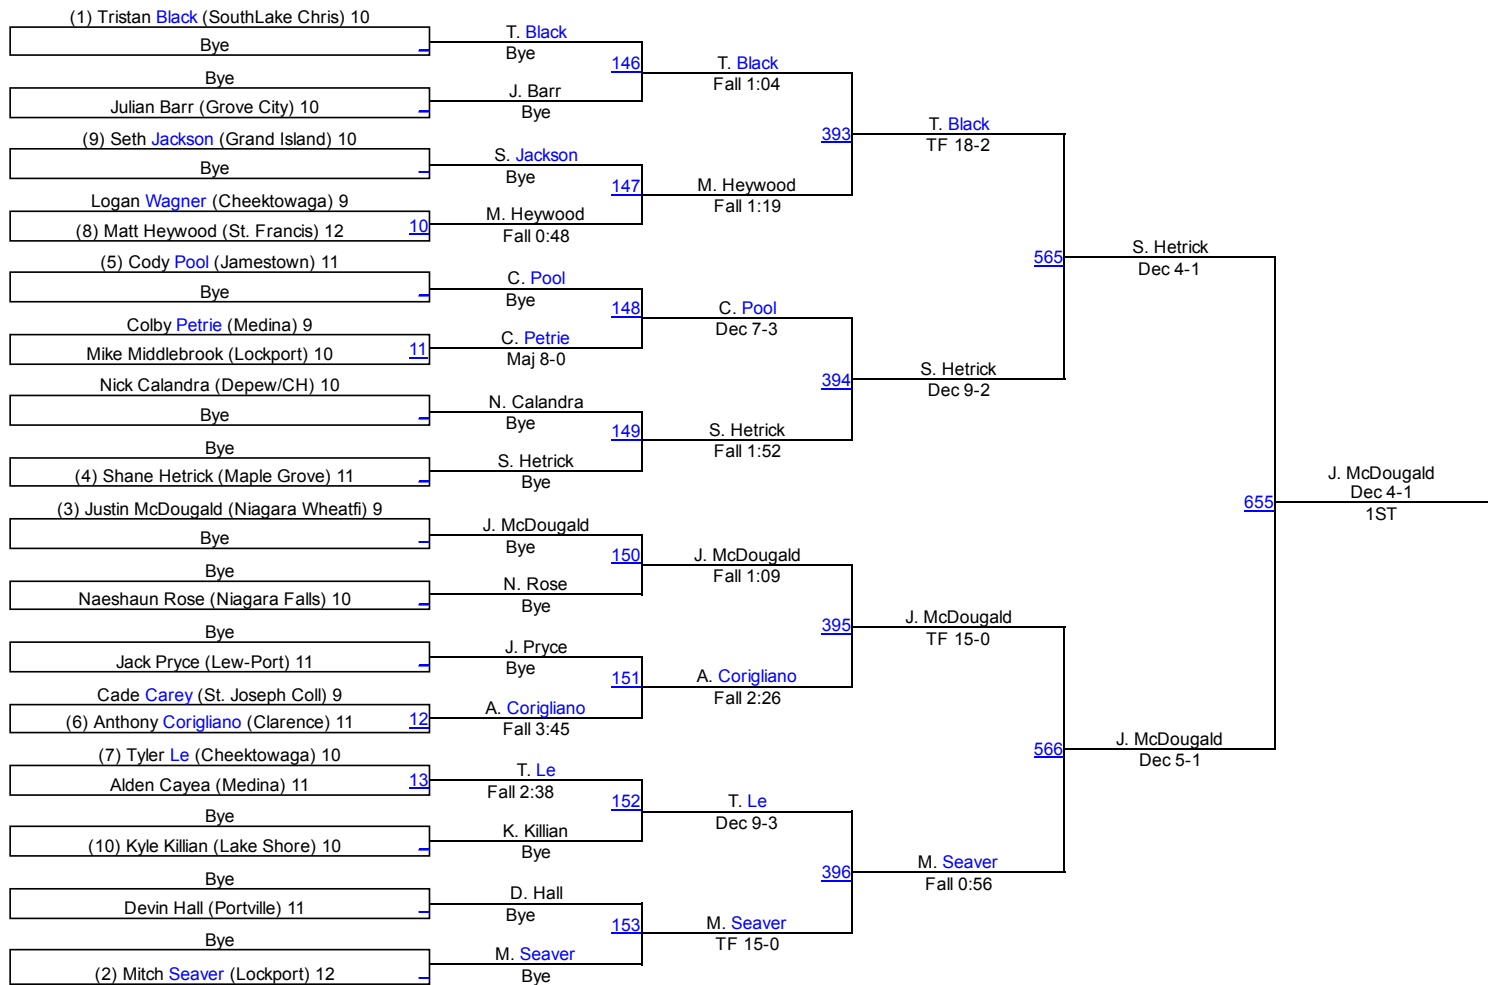 (1) Tristan Black (SouthLake Chris) 10
Bye
Bye
Julian Barr (Grove City) 10
(9) Seth Jackson (Grand Island) 10
Bye
Logan Wagner (Cheektowaga) 9
(8) Matt Heywood (St. Francis) 12
10
(5) Cody Pool (Jamestown) 11
Bye
Colby Petrie (Medina) 9
Mike Middlebrook (Lockport) 10
11
Nick Calandra (Depew/CH) 10
Bye
Bye
(4) Shane Hetrick (Maple Grove) 11
(3) Justin McDougald (Niagara Wheatfi) 9
Bye
Bye
Naeshaun Rose (Niagara Falls) 10
Bye
Jack Pryce (Lew-Port) 11
Cade Carey (St. Joseph Coll) 9
(6) Anthony Corigliano (Clarence) 11
12
(7) Tyler Le (Cheektowaga) 10
Alden Cayea (Medina) 11
13
Bye
(10) Kyle Killian (Lake Shore) 10
Bye
Devin Hall (Portville) 11
Bye
(2) Mitch Seaver (Lockport) 12
T. Black
Bye
146
J. Barr
Bye
S. Jackson
Bye
147
M. Heywood
Fall 0:48
C. Pool
Bye
148
C. Petrie
Maj 8-0
N. Calandra
Bye
149
S. Hetrick
Bye
J. McDougald
Bye
150
N. Rose
Bye
J. Pryce
Bye
151
A. Corigliano
Fall 3:45
T. Le
Fall 2:38
152
K. Killian
Bye
D. Hall
Bye
153
M. Seaver
Bye
T. Black
Fall 1:04
393
M. Heywood
Fall 1:19
C. Pool
Dec 7-3
394
S. Hetrick
Fall 1:52
J. McDougald
Fall 1:09
395
A. Corigliano
Fall 2:26
T. Le
Dec 9-3
396
M. Seaver
TF 15-0
T. Black
TF 18-2
565
S. Hetrick
Dec 9-2
J. McDougald
TF 15-0
566
M. Seaver
Fall 0:56
S. Hetrick
Dec 4-1
655
J. McDougald
Dec 5-1
J. McDougald
Dec 4-1
1ST